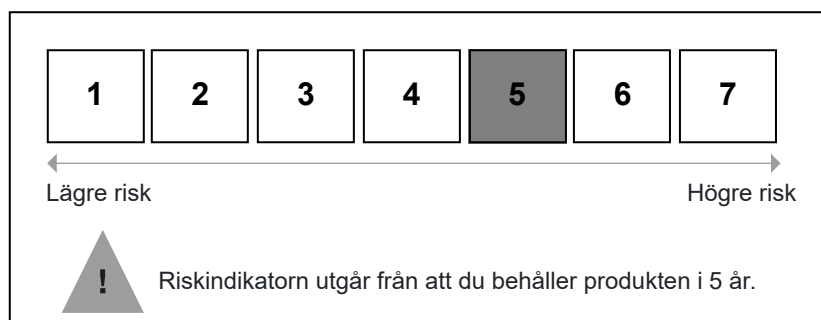 1 2 3 4 5 6 7
Lägre risk Högre risk
! Riskindikatorn utgår från att du behåller produkten i 5 år.